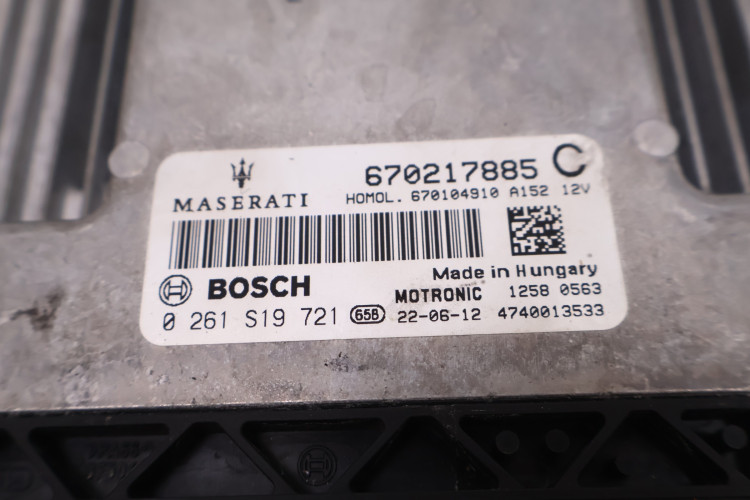 MASERATI
670217885 C
HOMOL. 670104910 A152 12V
Made in Hungary
BOSCH
MOTRONIC 1258 0563
0 261 S19 721 65B 22-06-12 4740013533